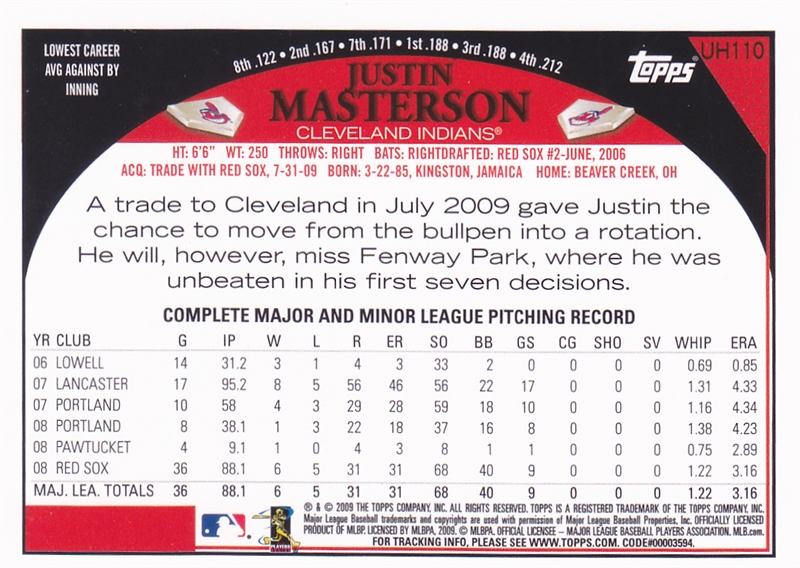 LOWEST CAREER
AVG AGAINST BY
INNING
8th .122 • 2nd .167 • 7th .171 • 1st .188 • 3rd .188 • 4th .212
topps®
UH110
JUSTIN
MASTERSON
CLEVELAND INDIANS®
HT: 6'6" WT: 250 THROWS: RIGHT BATS: RIGHTDRAFTED: RED SOX #2-JUNE, 2006
ACQ: TRADE WITH RED SOX, 7-31-09 BORN: 3-22-85, KINGSTON, JAMAICA HOME: BEAVER CREEK, OH
A trade to Cleveland in July 2009 gave Justin the
chance to move from the bullpen into a rotation.
He will, however, miss Fenway Park, where he was
unbeaten in his first seven decisions.
COMPLETE MAJOR AND MINOR LEAGUE PITCHING RECORD
YR CLUB G IP W L R ER SO BB GS CG SHO SV WHIP ERA
06 LOWELL 14 31.2 3 1 4 3 33 2 0 0 0 0 0.69 0.85
07 LANCASTER 17 95.2 8 5 56 46 56 22 17 0 0 0 1.31 4.33
07 PORTLAND 10 58 4 3 29 28 59 18 10 0 0 0 1.16 4.34
08 PORTLAND 8 38.1 1 3 22 18 37 16 8 0 0 0 1.38 4.23
08 PAWTUCKET 4 9.1 1 0 4 3 8 1 1 0 0 0 0.75 2.89
08 RED SOX 36 88.1 6 5 31 31 68 40 9 0 0 0 1.22 3.16
MAJ. LEA. TOTALS 36 88.1 6 5 31 31 68 40 9 0 0 0 1.22 3.16
® & © 2009 THE TOPPS COMPANY, INC. ALL RIGHTS RESERVED. TOPPS IS A REGISTERED TRADEMARK OF THE TOPPS COMPANY, INC.
Major League Baseball trademarks and copyrights are used with permission of Major League Baseball Properties, Inc. OFFICIALLY LICENSED
PRODUCT OF MLBP. LICENSED BY MLBPA, 2009. © MLBPA. OFFICIAL LICENSEE – MAJOR LEAGUE BASEBALL PLAYERS ASSOCIATION. MLB.com
FOR TRACKING INFO, PLEASE SEE WWW.TOPPS.COM. CODE#00003594.